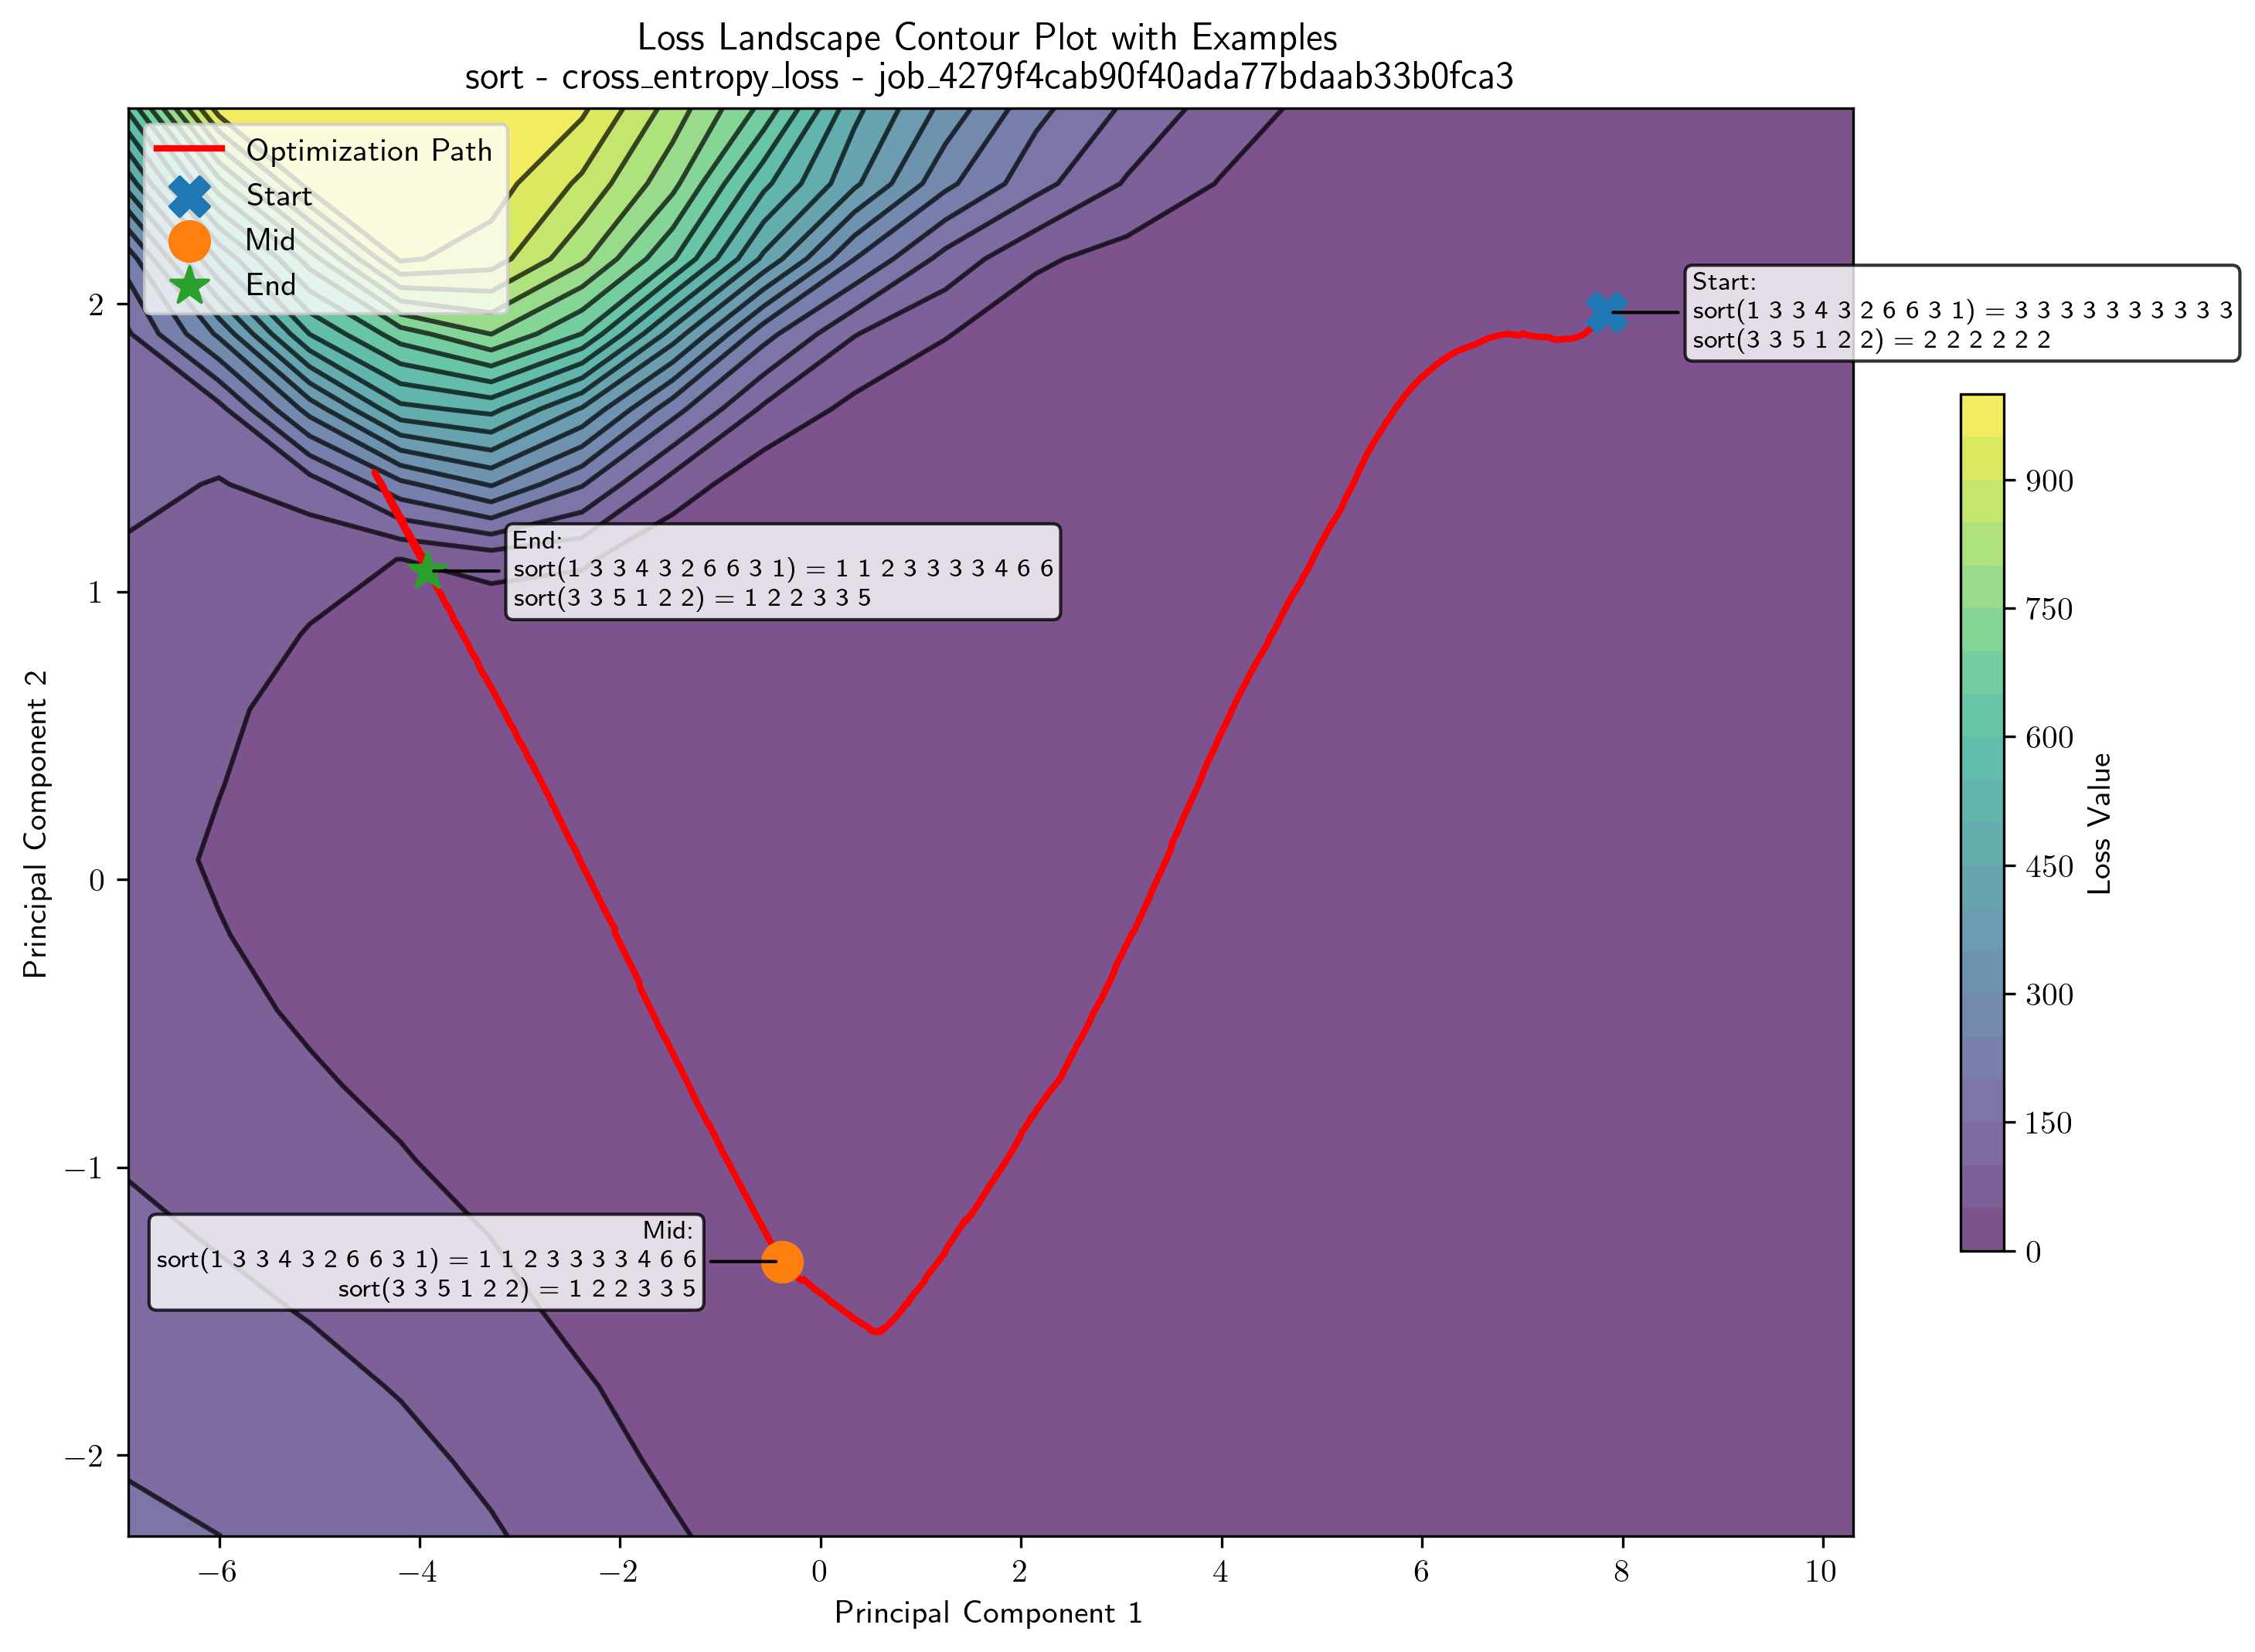 Loss Landscape Contour Plot with Examples
sort - cross_entropy_loss - job_4279f4cab90f40ada77bdaab33b0fca3
Optimization Path
Start
Mid
End
Start:
sort(1 3 3 4 3 2 6 6 3 1) = 3 3 3 3 3 3 3 3 3 3
sort(3 3 5 1 2 2) = 2 2 2 2 2 2
End:
sort(1 3 3 4 3 2 6 6 3 1) = 1 1 2 3 3 3 3 4 6 6
sort(3 3 5 1 2 2) = 1 2 2 3 3 5
Mid:
sort(1 3 3 4 3 2 6 6 3 1) = 1 1 2 3 3 3 3 4 6 6
sort(3 3 5 1 2 2) = 1 2 2 3 3 5
2
1
0
−1
−2
Principal Component 2
−6
−4
−2
0
2
4
6
8
10
Principal Component 1
900
750
600
450
300
150
0
Loss Value